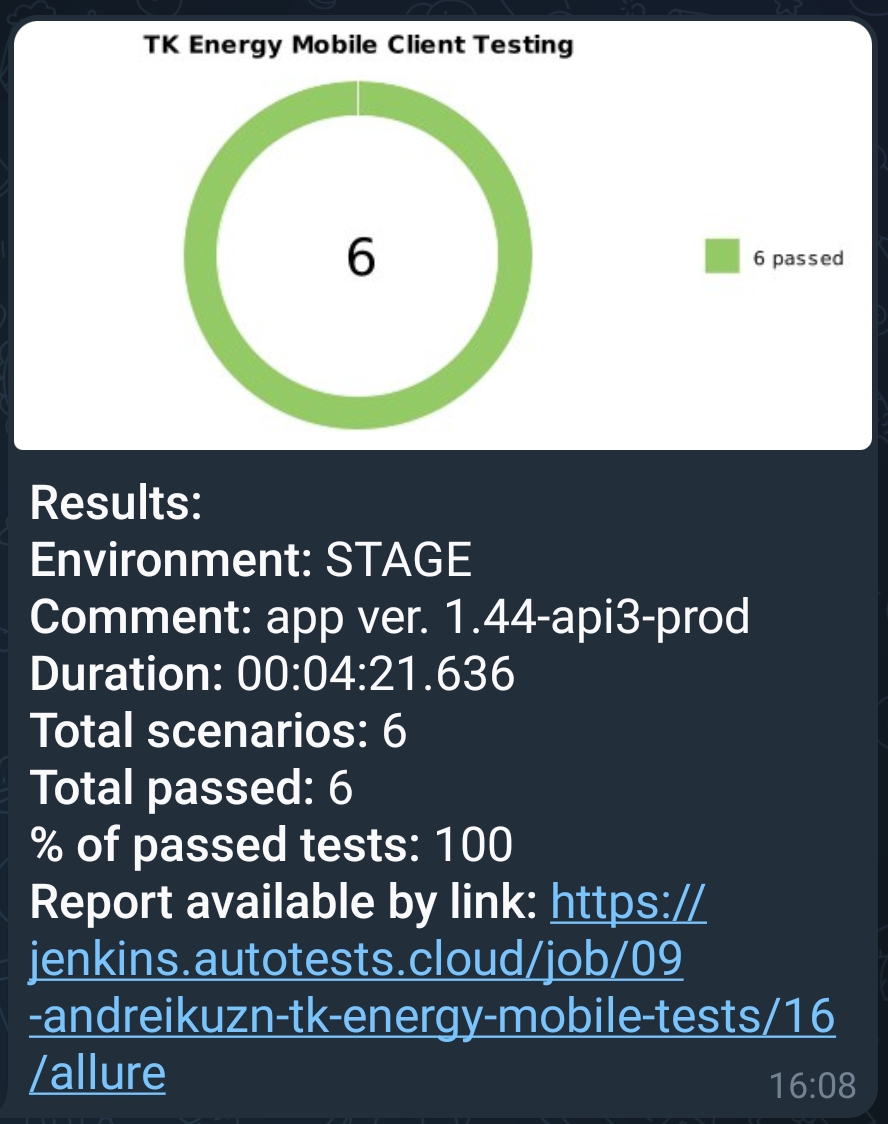 TK Energy Mobile Client Testing
6
6 passed
Results:
Environment: STAGE
Comment: app ver. 1.44-api3-prod
Duration: 00:04:21.636
Total scenarios: 6
Total passed: 6
% of passed tests: 100
Report available by link: https://
jenkins.autotests.cloud/job/09
-andreikuzn-tk-energy-mobile-tests/16
/allure
16:08